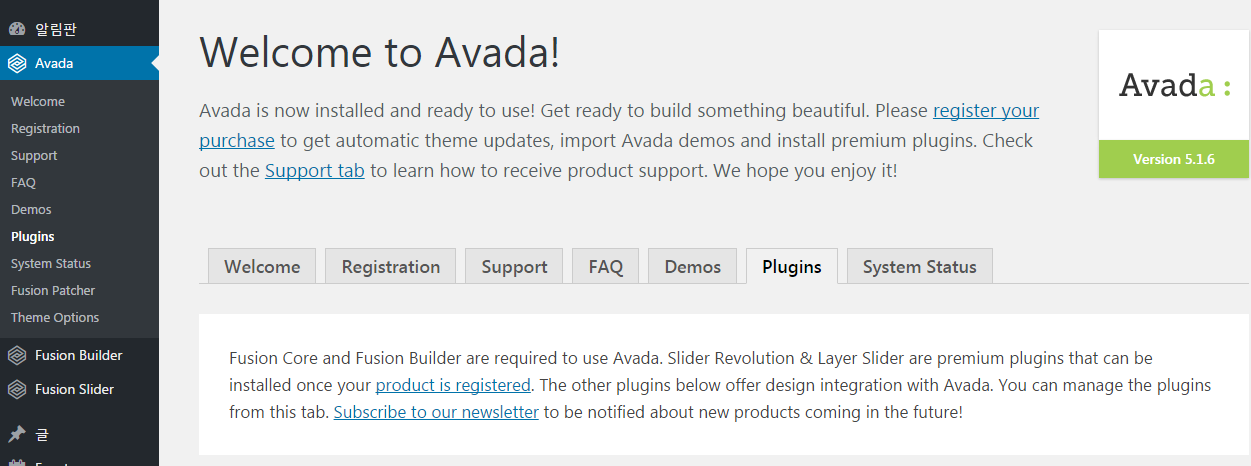 알림판
Avada
Welcome
Registration
Support
FAQ
Demos
Plugins
System Status
Fusion Patcher
Theme Options
Fusion Builder
Fusion Slider
글
Welcome to Avada!
Avada is now installed and ready to use! Get ready to build something beautiful. Please register your
purchase to get automatic theme updates, import Avada demos and install premium plugins. Check
out the Support tab to learn how to receive product support. We hope you enjoy it!
Avada:
Version 5.1.6
Welcome Registration Support FAQ Demos Plugins System Status
Fusion Core and Fusion Builder are required to use Avada. Slider Revolution & Layer Slider are premium plugins that can be
installed once your product is registered. The other plugins below offer design integration with Avada. You can manage the plugins
from this tab. Subscribe to our newsletter to be notified about new products coming in the future!